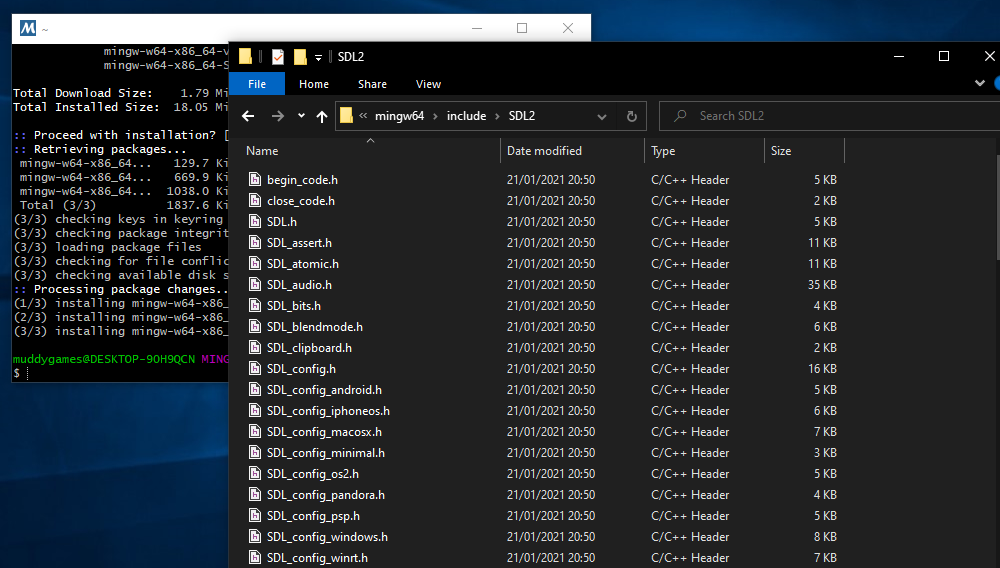 ~
mingw-w64-x86_64-v
mingw-w64-x86_64-S
Total Download Size: 1.79 Mi
Total Installed Size: 18.05 Mi
:: Proceed with installation? [
:: Retrieving packages...
mingw-w64-x86_64... 129.7 Ki
mingw-w64-x86_64... 669.9 Ki
mingw-w64-x86_64... 1038.0 Ki
Total (3/3) 1837.6 Ki
(3/3) checking keys in keyring
(3/3) checking package integrit
(3/3) loading package files
(3/3) checking for file conflic
(3/3) checking available disk s
:: Processing package changes..
(1/3) installing mingw-w64-x86_
(2/3) installing mingw-w64-x86_
(3/3) installing mingw-w64-x86_
muddygames@DESKTOP-9OH9QCN MING
$
SDL2
File Home Share View
« mingw64 > include > SDL2
Search SDL2
Name Date modified Type Size
begin_code.h 21/01/2021 20:50 C/C++ Header 5 KB
close_code.h 21/01/2021 20:50 C/C++ Header 2 KB
SDL.h 21/01/2021 20:50 C/C++ Header 5 KB
SDL_assert.h 21/01/2021 20:50 C/C++ Header 11 KB
SDL_atomic.h 21/01/2021 20:50 C/C++ Header 11 KB
SDL_audio.h 21/01/2021 20:50 C/C++ Header 35 KB
SDL_bits.h 21/01/2021 20:50 C/C++ Header 4 KB
SDL_blendmode.h 21/01/2021 20:50 C/C++ Header 6 KB
SDL_clipboard.h 21/01/2021 20:50 C/C++ Header 2 KB
SDL_config.h 21/01/2021 20:50 C/C++ Header 16 KB
SDL_config_android.h 21/01/2021 20:50 C/C++ Header 5 KB
SDL_config_iphoneos.h 21/01/2021 20:50 C/C++ Header 6 KB
SDL_config_macosx.h 21/01/2021 20:50 C/C++ Header 7 KB
SDL_config_minimal.h 21/01/2021 20:50 C/C++ Header 3 KB
SDL_config_os2.h 21/01/2021 20:50 C/C++ Header 5 KB
SDL_config_pandora.h 21/01/2021 20:50 C/C++ Header 4 KB
SDL_config_psp.h 21/01/2021 20:50 C/C++ Header 5 KB
SDL_config_windows.h 21/01/2021 20:50 C/C++ Header 8 KB
SDL_config_winrt.h 21/01/2021 20:50 C/C++ Header 7 KB